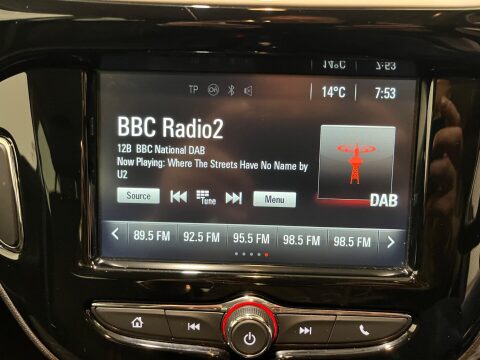 TP 14°C 7:53
BBC Radio2
12B BBC National DAB
Now Playing: Where The Streets Have No Name by
U2
Source Tune Menu
DAB
89.5 FM 92.5 FM 95.5 FM 98.5 FM 98.5 FM